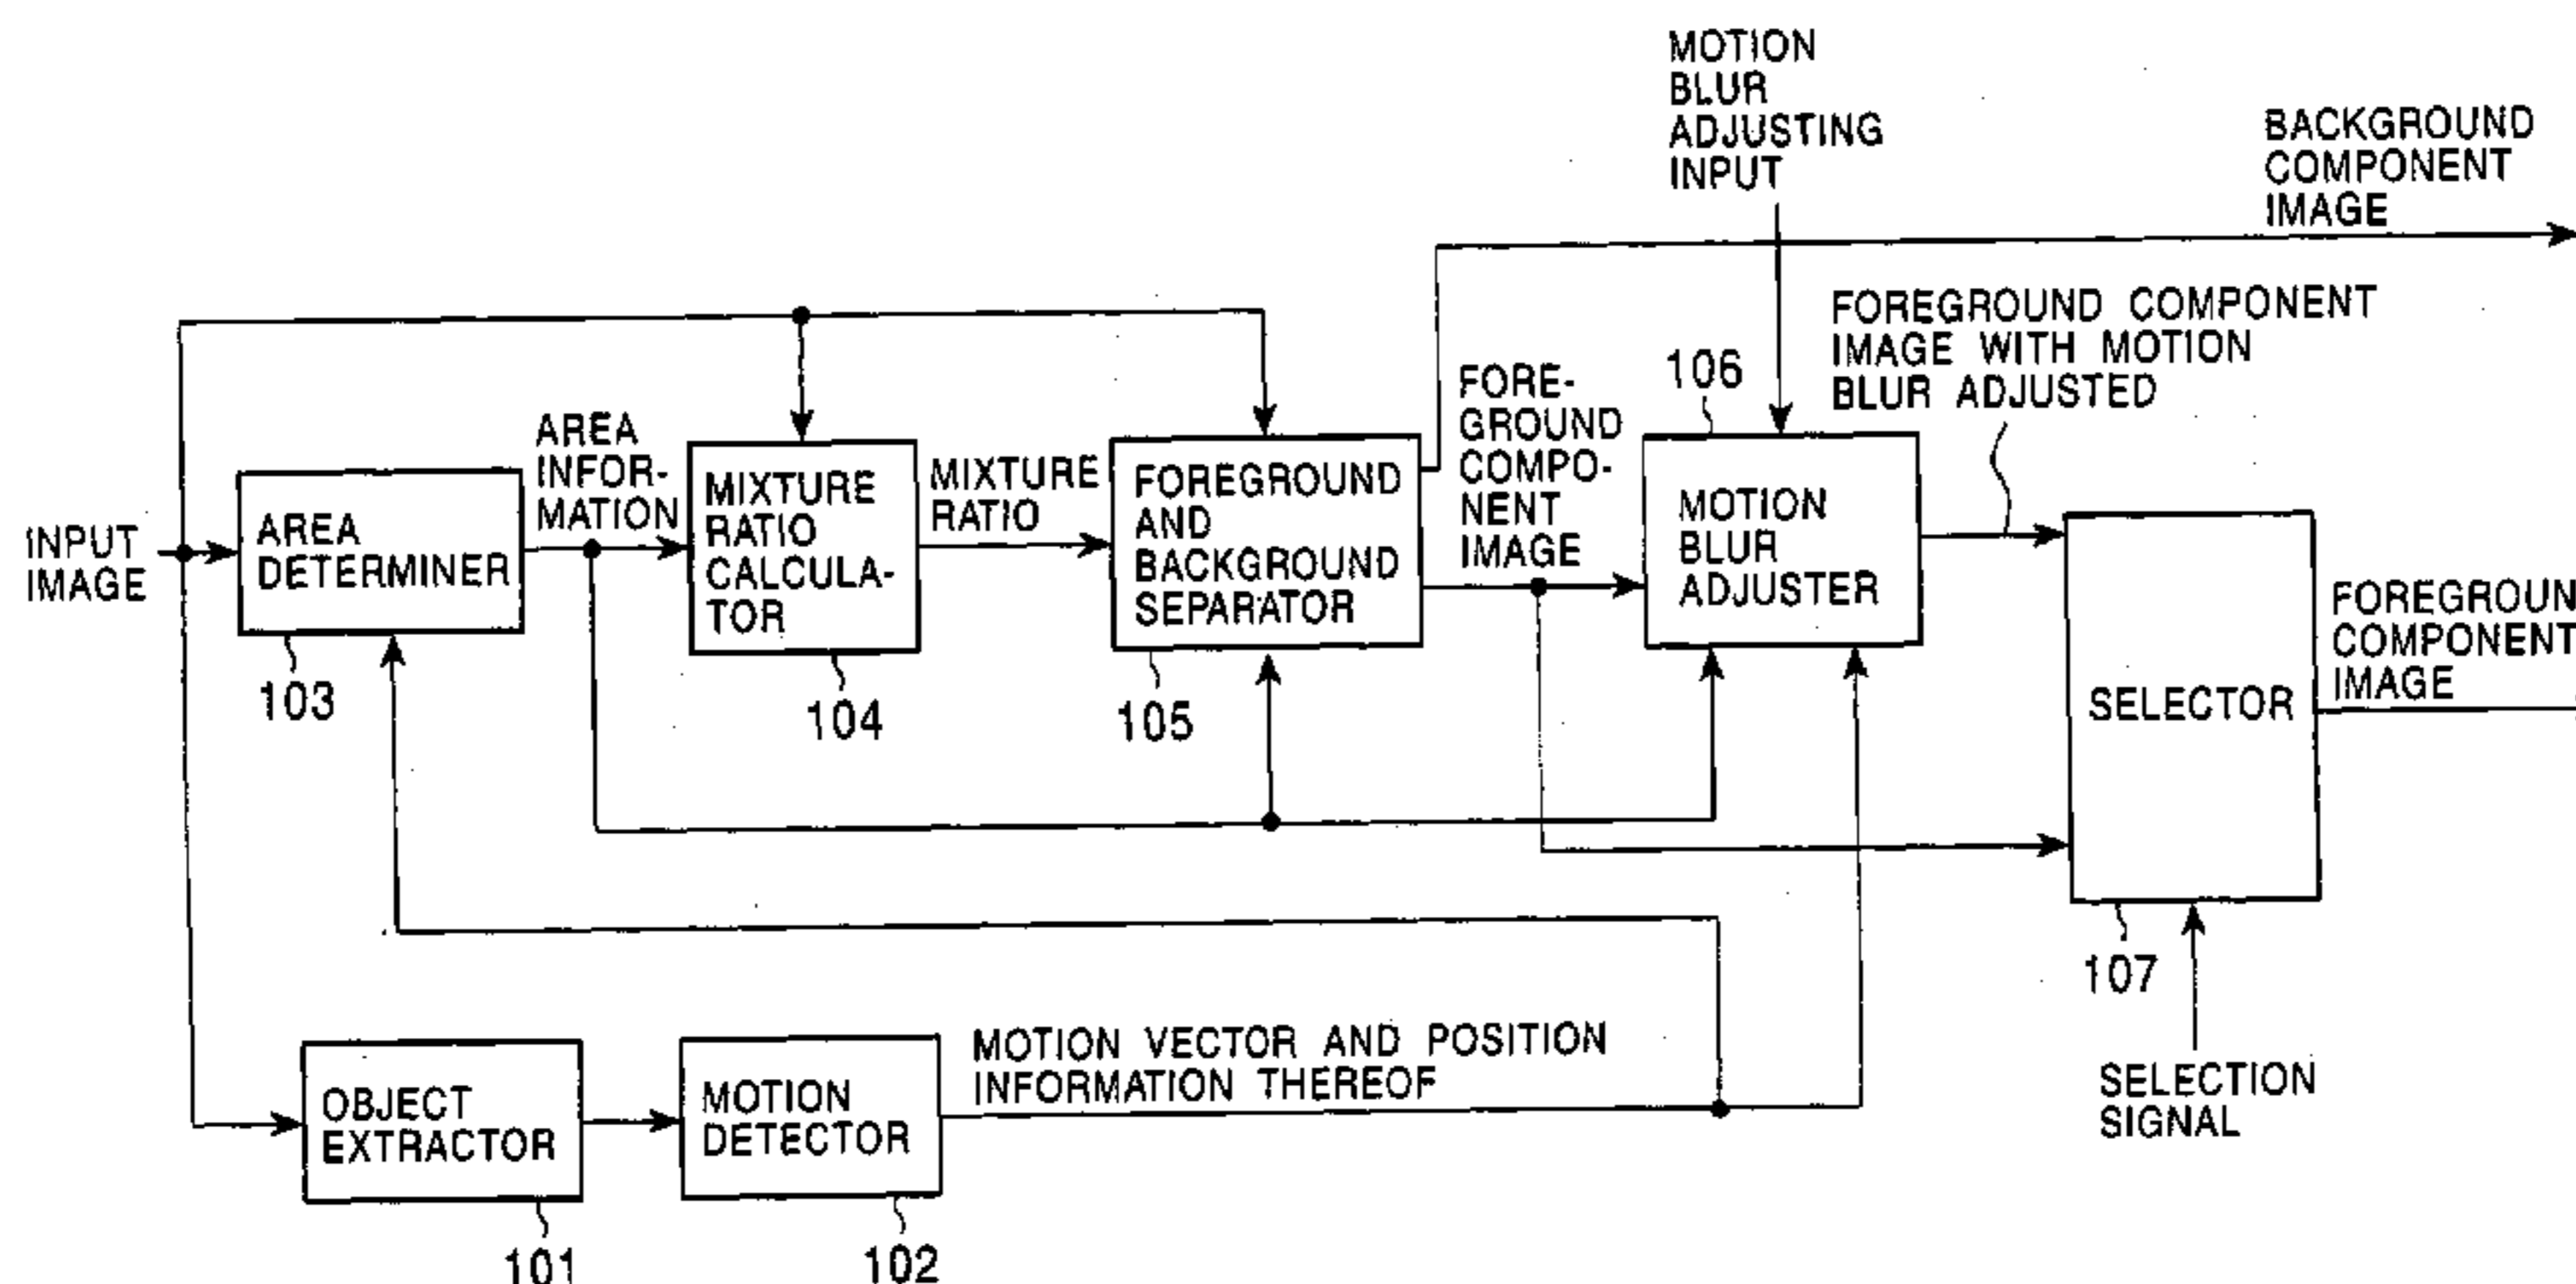 MOTION
BLUR
ADJUSTING
INPUT
BACKGROUND
COMPONENT
IMAGE
FOREGROUND COMPONENT
IMAGE WITH MOTION
BLUR ADJUSTED
106
FORE-
GROUND
COMPO-
NENT
IMAGE
AREA
INFOR-
MATION
MIXTURE
RATIO
INPUT
IMAGE
AREA
DETERMINER
103
MIXTURE
RATIO
CALCULA-
TOR
104
FOREGROUND
AND
BACKGROUND
SEPARATOR
105
MOTION
BLUR
ADJUSTER
SELECTOR
107
FOREGROUN
COMPONENT
IMAGE
SELECTION
SIGNAL
OBJECT
EXTRACTOR
101
MOTION
DETECTOR
102
MOTION VECTOR AND POSITION
INFORMATION THEREOF